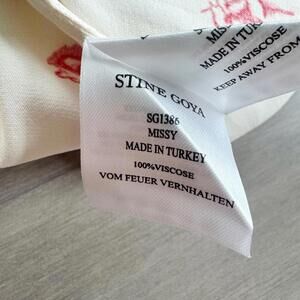 STINE GOYA
SG1386
MISSY
MADE IN TURKEY
100%VISCOSE
VOM FEUER VERNHALTEN
MISSY
MADE IN TURKEY
100%VISCOSE
KEEP AWAY FROM